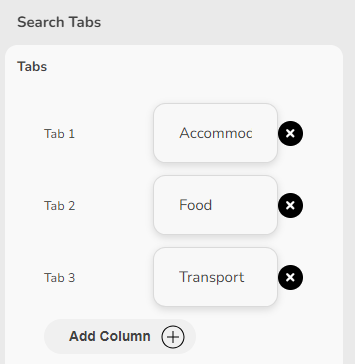 Search Tabs
Tabs
Tab 1 Accommoc
Tab 2 Food
Tab 3 Transport
Add Column